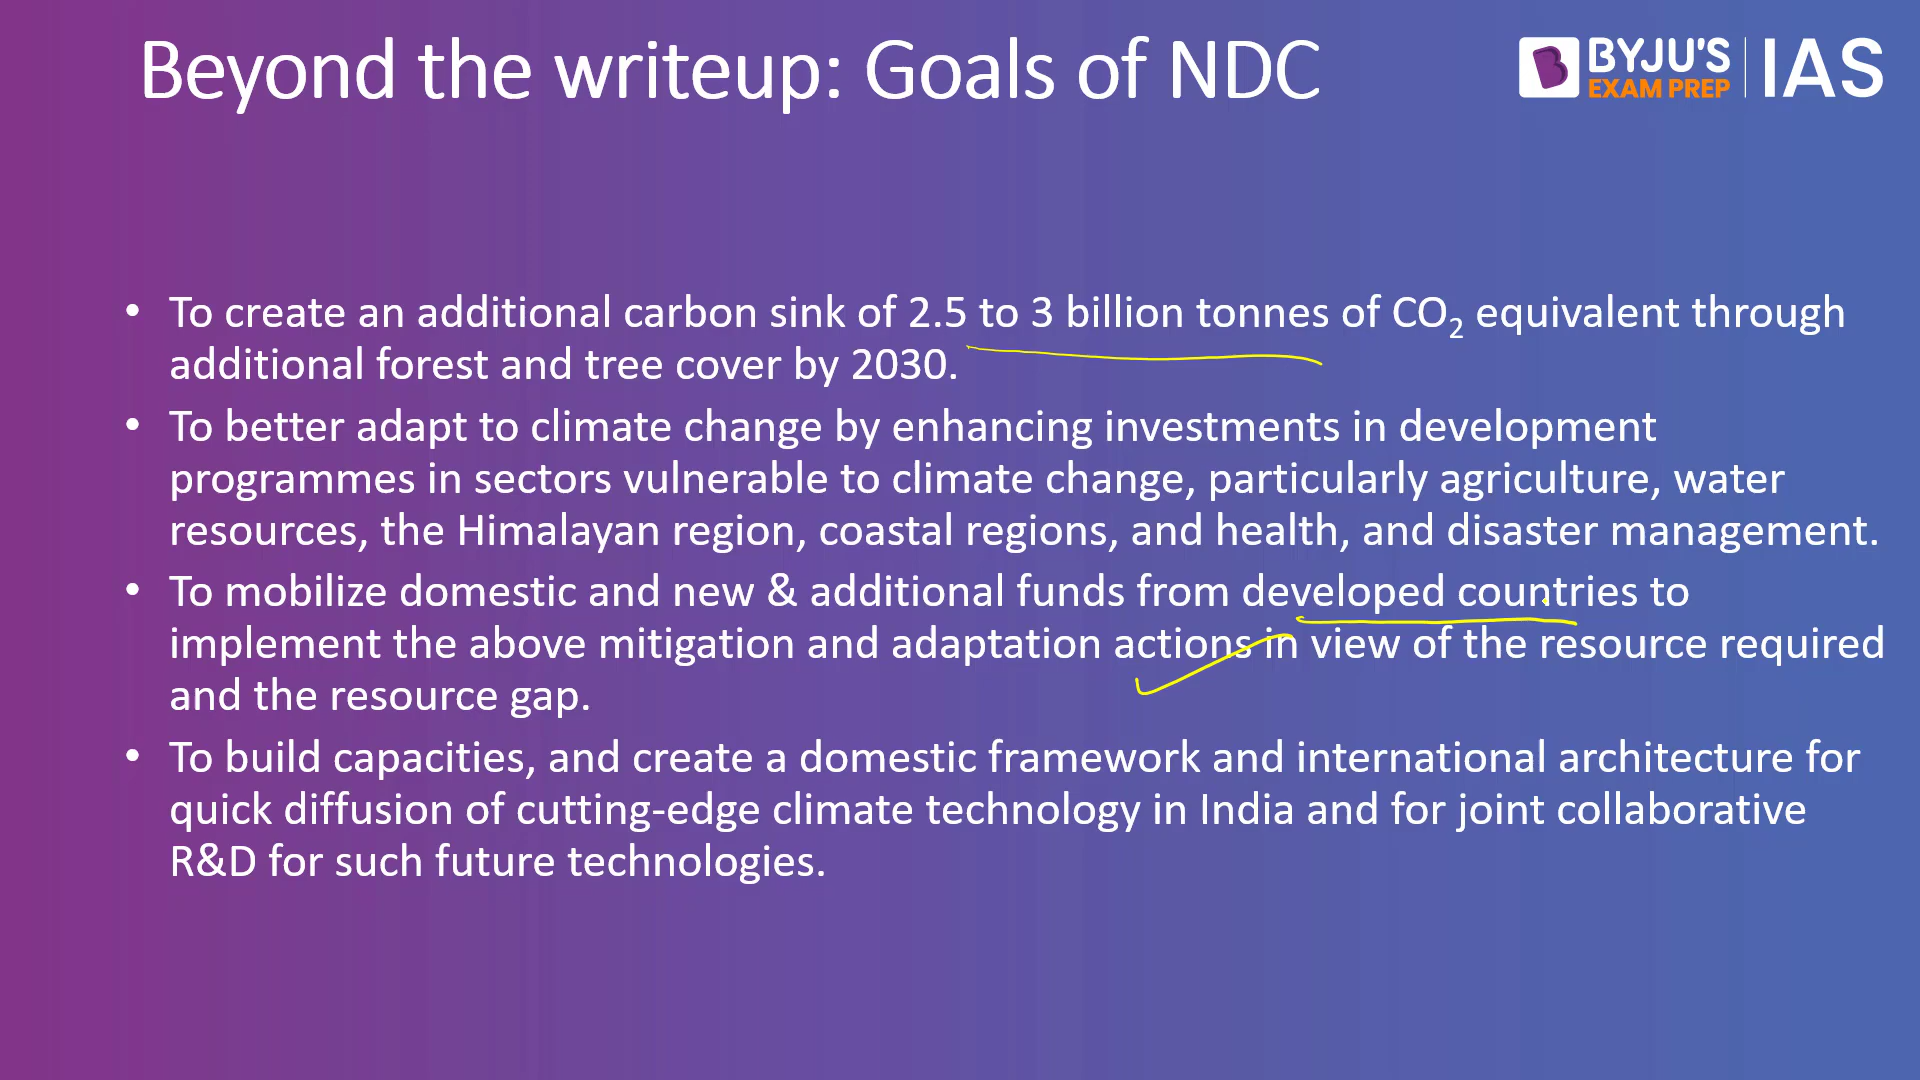 Beyond the writeup: Goals of NDC
BYJU'S
EXAM PREP
IAS
• To create an additional carbon sink of 2.5 to 3 billion tonnes of CO₂ equivalent through
additional forest and tree cover by 2030.
• To better adapt to climate change by enhancing investments in development
programmes in sectors vulnerable to climate change, particularly agriculture, water
resources, the Himalayan region, coastal regions, and health, and disaster management.
• To mobilize domestic and new & additional funds from developed countries to
implement the above mitigation and adaptation actions in view of the resource required
and the resource gap.
• To build capacities, and create a domestic framework and international architecture for
quick diffusion of cutting-edge climate technology in India and for joint collaborative
R&D for such future technologies.